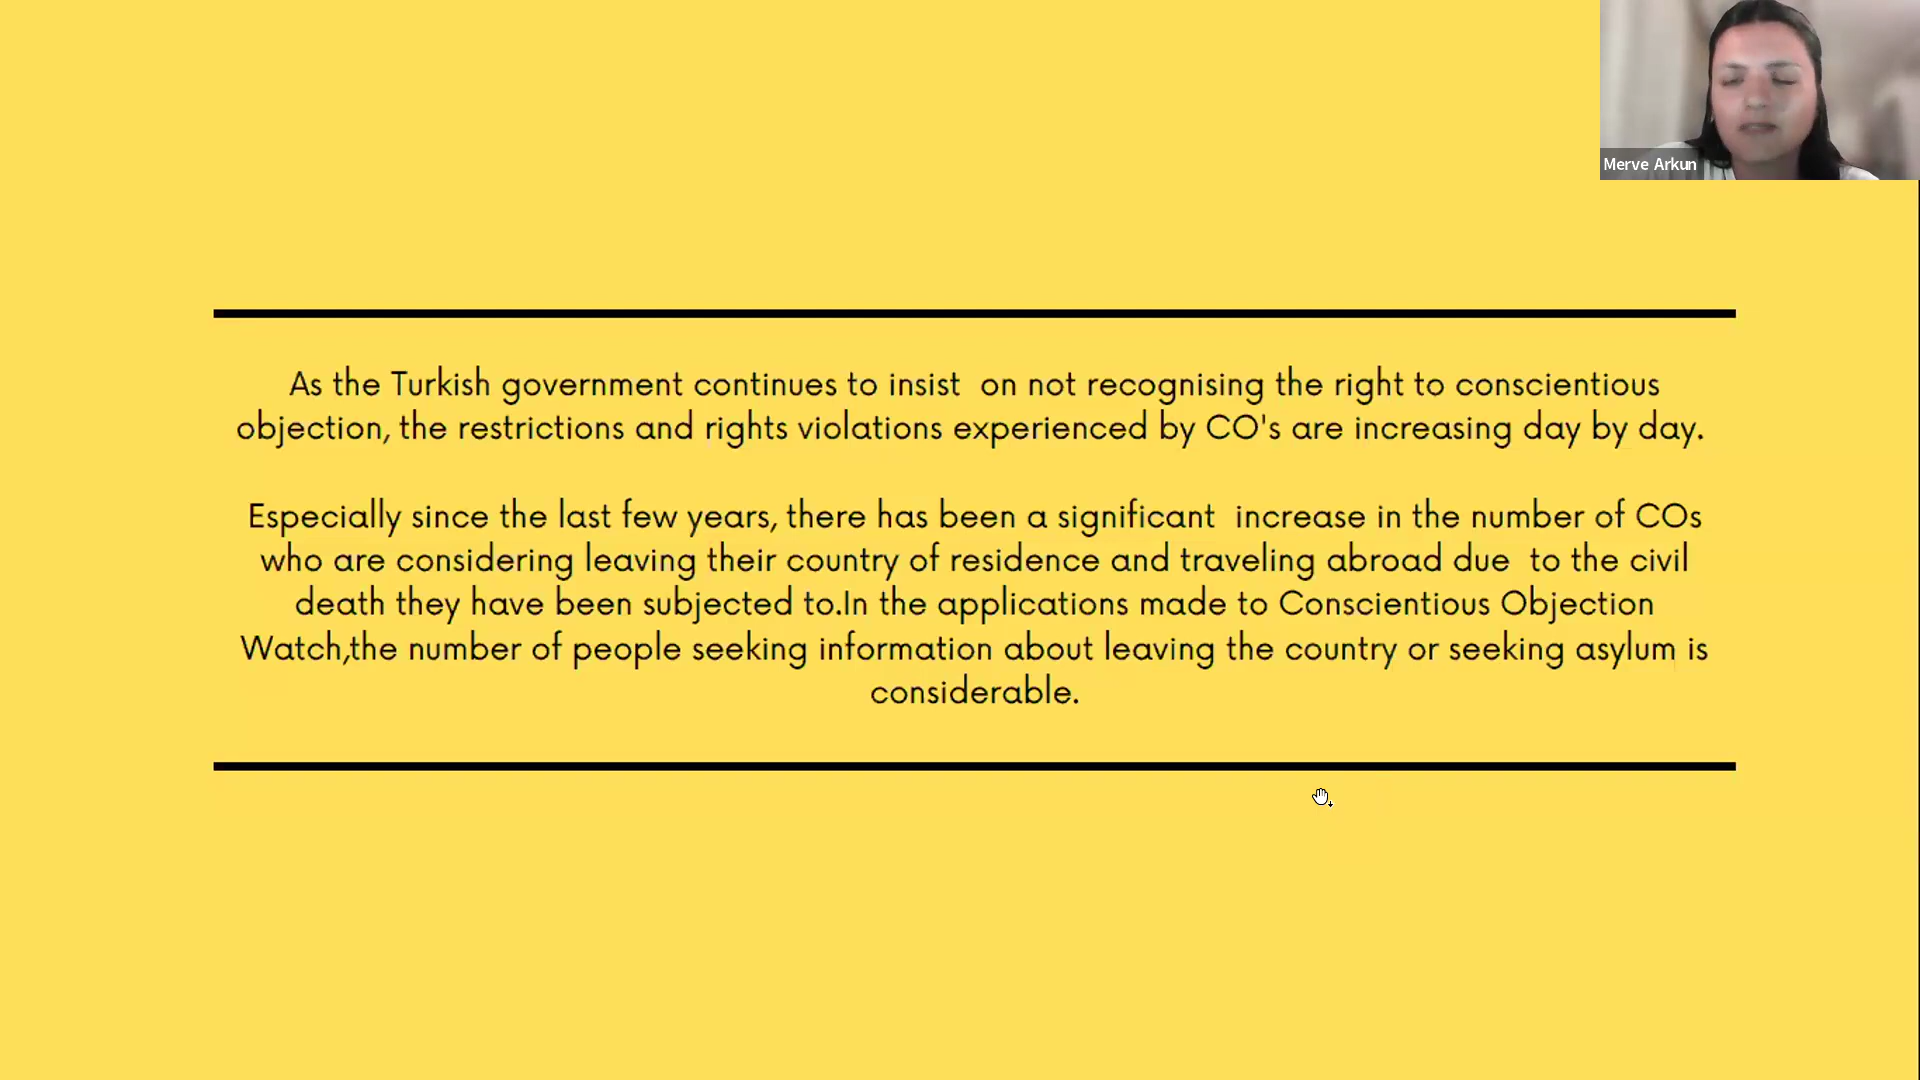 Merve Arkun
As the Turkish government continues to insist  on not recognising the right to conscientious
objection, the restrictions and rights violations experienced by CO's are increasing day by day.
Especially since the last few years, there has been a significant  increase in the number of COs
who are considering leaving their country of residence and traveling abroad due  to the civil
death they have been subjected to.In the applications made to Conscientious Objection
Watch,the number of people seeking information about leaving the country or seeking asylum is
considerable.